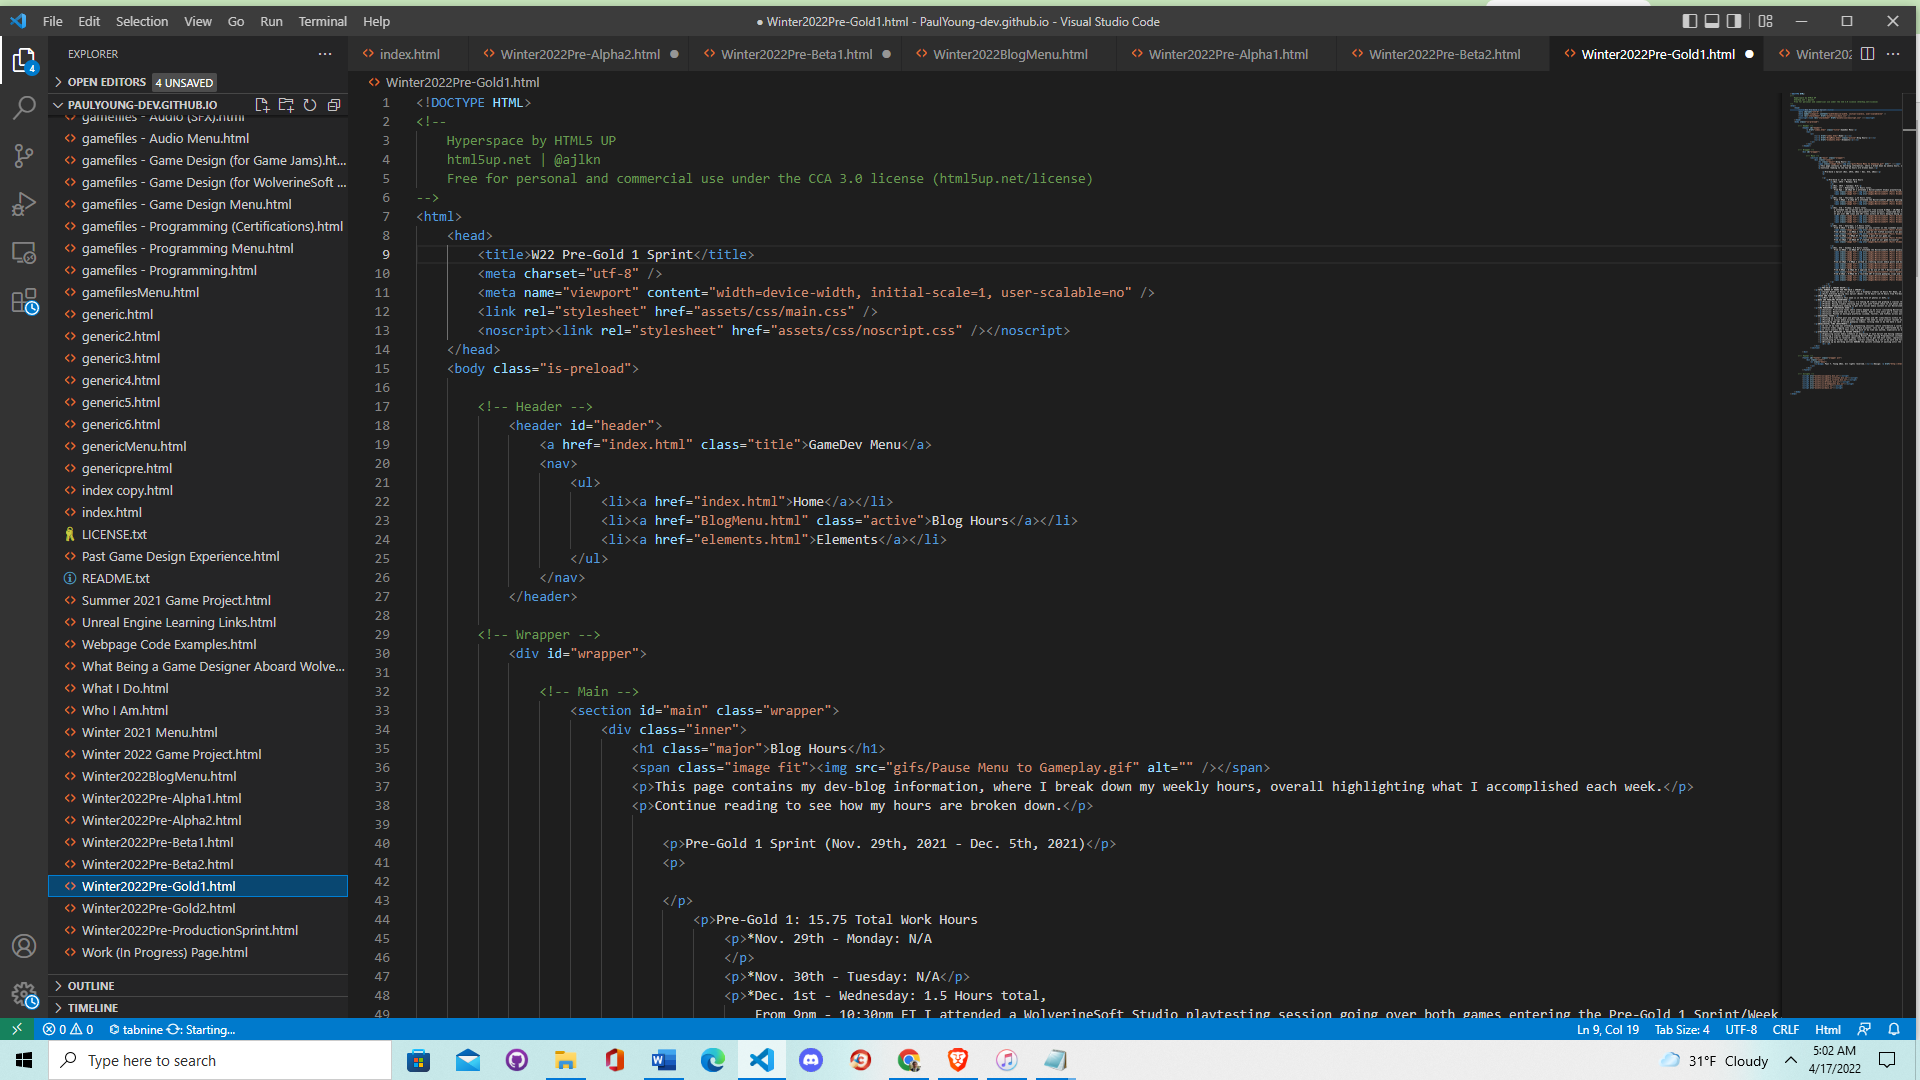 File Edit Selection View Go Run Terminal Help
● Winter2022Pre-Gold1.html - PaulYoung-dev.github.io - Visual Studio Code
EXPLORER
index.html Winter2022Pre-Alpha2.html Winter2022Pre-Beta1.html Winter2022BlogMenu.html Winter2022Pre-Alpha1.html Winter2022Pre-Beta2.html Winter2022Pre-Gold1.html Winter202
OPEN EDITORS 4 UNSAVED
PAULYOUNG-DEV.GITHUB.IO
4
gamefiles - Audio (SFX).html
gamefiles - Audio Menu.html
gamefiles - Game Design (for Game Jams).ht...
gamefiles - Game Design (for WolverineSoft ...
gamefiles - Game Design Menu.html
gamefiles - Programming (Certifications).html
gamefiles - Programming Menu.html
gamefiles - Programming.html
gamefilesMenu.html
generic.html
generic2.html
generic3.html
generic4.html
generic5.html
generic6.html
genericMenu.html
genericpre.html
index copy.html
index.html
LICENSE.txt
Past Game Design Experience.html
README.txt
Summer 2021 Game Project.html
Unreal Engine Learning Links.html
Webpage Code Examples.html
What Being a Game Designer Aboard Wolve...
What I Do.html
Who I Am.html
Winter 2021 Menu.html
Winter 2022 Game Project.html
Winter2022BlogMenu.html
Winter2022Pre-Alpha1.html
Winter2022Pre-Alpha2.html
Winter2022Pre-Beta1.html
Winter2022Pre-Beta2.html
Winter2022Pre-Gold1.html
Winter2022Pre-Gold2.html
Winter2022Pre-ProductionSprint.html
Work (In Progress) Page.html
OUTLINE
TIMELINE
Winter2022Pre-Gold1.html
1 <!DOCTYPE HTML>
2 <!--
3 Hyperspace by HTML5 UP
4 html5up.net | @ajlkn
5 Free for personal and commercial use under the CCA 3.0 license (html5up.net/license)
6 -->
7 <html>
8 <head>
9 <title>W22 Pre-Gold 1 Sprint</title>
10 <meta charset="utf-8" />
11 <meta name="viewport" content="width=device-width, initial-scale=1, user-scalable=no" />
12 <link rel="stylesheet" href="assets/css/main.css" />
13 <noscript><link rel="stylesheet" href="assets/css/noscript.css" /></noscript>
14 </head>
15 <body class="is-preload">
16
17 <!-- Header -->
18 <header id="header">
19 <a href="index.html" class="title">GameDev Menu</a>
20 <nav>
21 <ul>
22 <li><a href="index.html">Home</a></li>
23 <li><a href="BlogMenu.html" class="active">Blog Hours</a></li>
24 <li><a href="elements.html">Elements</a></li>
25 </ul>
26 </nav>
27 </header>
28
29 <!-- Wrapper -->
30 <div id="wrapper">
31
32 <!-- Main -->
33 <section id="main" class="wrapper">
34 <div class="inner">
35 <h1 class="major">Blog Hours</h1>
36 <span class="image fit"><img src="gifs/Pause Menu to Gameplay.gif" alt="" /></span>
37 <p>This page contains my dev-blog information, where I break down my weekly hours, overall highlighting what I accomplished each week.</p>
38 <p>Continue reading to see how my hours are broken down.</p>
39
40 <p>Pre-Gold 1 Sprint (Nov. 29th, 2021 - Dec. 5th, 2021)</p>
41 <p>
42
43 </p>
44 <p>Pre-Gold 1: 15.75 Total Work Hours
45 <p>*Nov. 29th - Monday: N/A
46 </p>
47 <p>*Nov. 30th - Tuesday: N/A</p>
48 <p>*Dec. 1st - Wednesday: 1.5 Hours total,
49 From 9pm - 10:30pm ET I attended a WolverineSoft Studio playtesting session going over both games entering the Pre-Gold 1 Sprint/Week
0 0 tabnine : Starting...
Ln 9, Col 19 Tab Size: 4 UTF-8 CRLF Html
Type here to search
31°F Cloudy
5:02 AM
4/17/2022